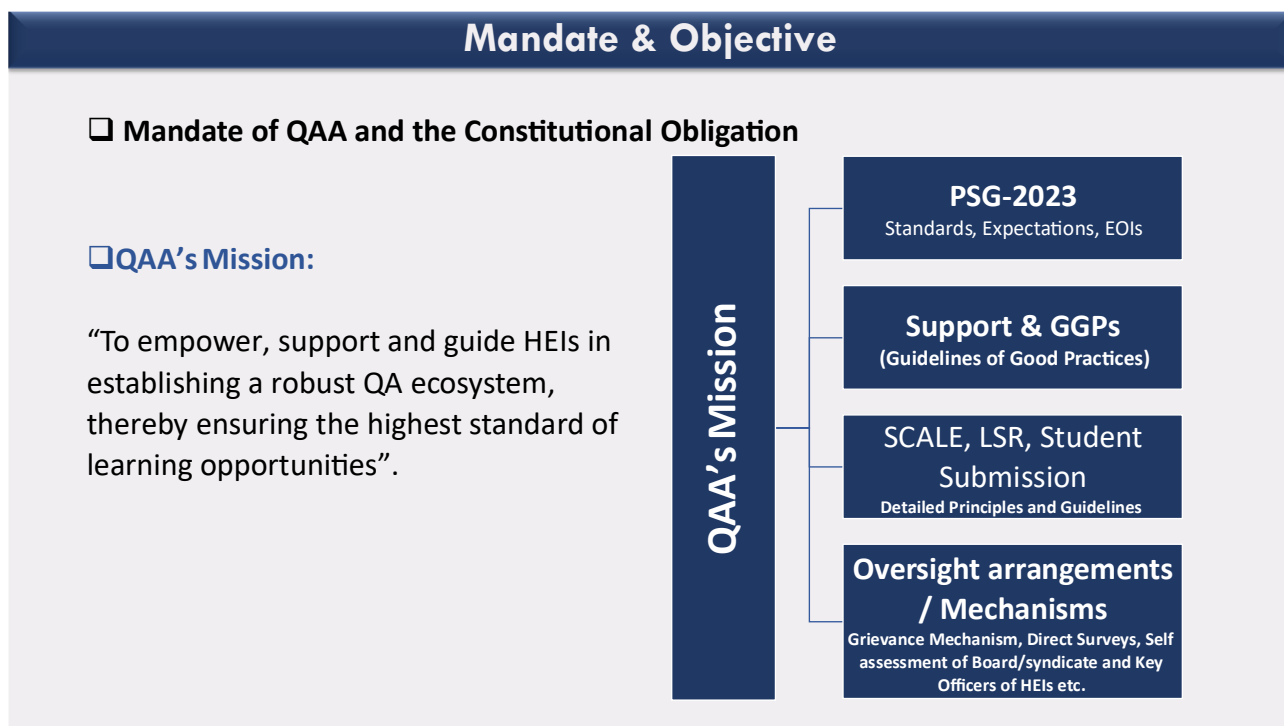 Mandate & Objective
❑ Mandate of QAA and the Constitutional Obligation
❑QAA’s Mission:
“To empower, support and guide HEIs in
establishing a robust QA ecosystem,
thereby ensuring the highest standard of
learning opportunities”.
QAA’s Mission
PSG-2023
Standards, Expectations, EOIs
Support & GGPs
(Guidelines of Good Practices)
SCALE, LSR, Student
Submission
Detailed Principles and Guidelines
Oversight arrangements
/ Mechanisms
Grievance Mechanism, Direct Surveys, Self
assessment of Board/syndicate and Key
Officers of HEIs etc.